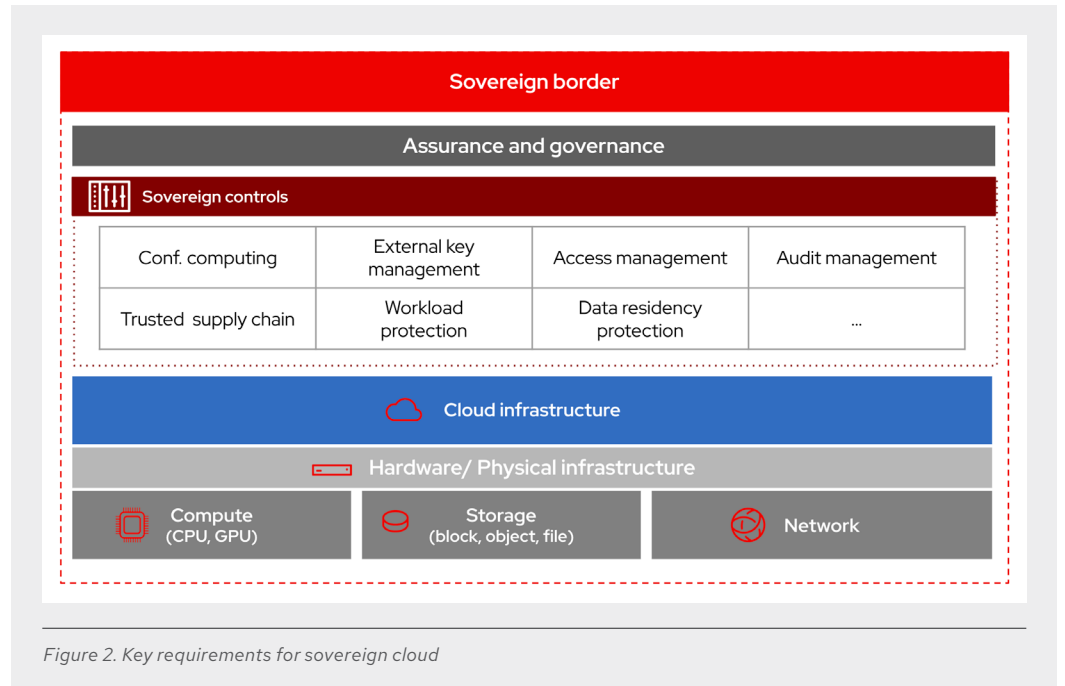 Sovereign border
Assurance and governance
Sovereign controls
Conf. computing
External key
management
Access management
Audit management
Trusted supply chain
Workload
protection
Data residency
protection
...
Cloud infrastructure
Hardware/ Physical infrastructure
Compute
(CPU, GPU)
Storage
(block, object, file)
Network
Figure 2. Key requirements for sovereign cloud